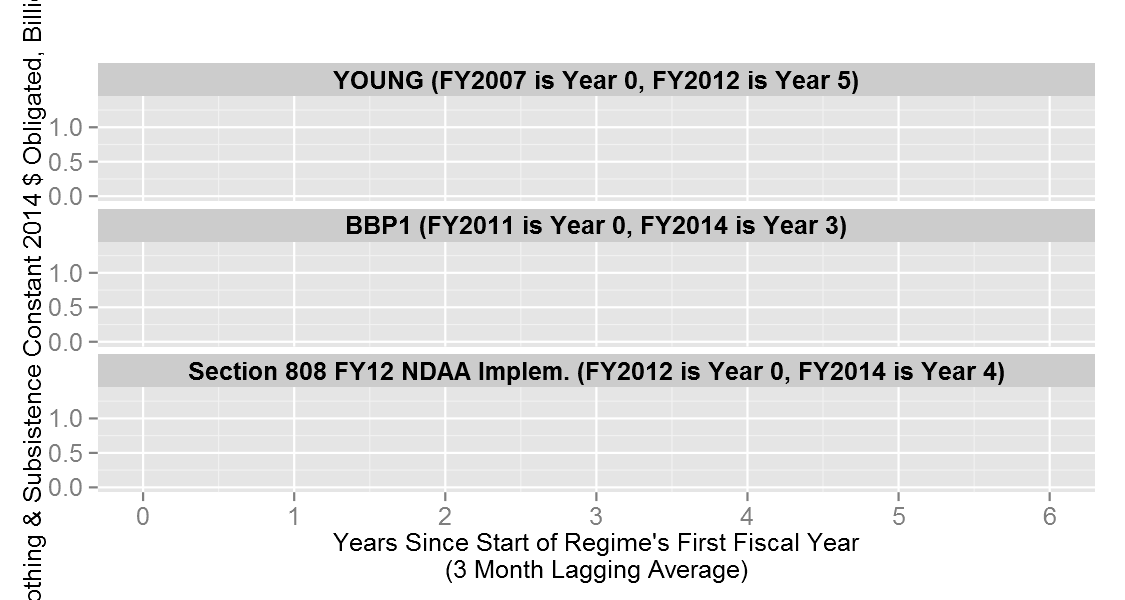 YOUNG (FY2007 is Year 0, FY2012 is Year 5)
1.0
0.5
0.0
BBP1 (FY2011 is Year 0, FY2014 is Year 3)
1.0
0.5
0.0
Section 808 FY12 NDAA Implem. (FY2012 is Year 0, FY2014 is Year 4)
1.0
0.5
0.0
0 1 2 3 4 5 6
Years Since Start of Regime's First Fiscal Year
(3 Month Lagging Average)
othing & Subsistence Constant 2014 $ Obligated, Billi